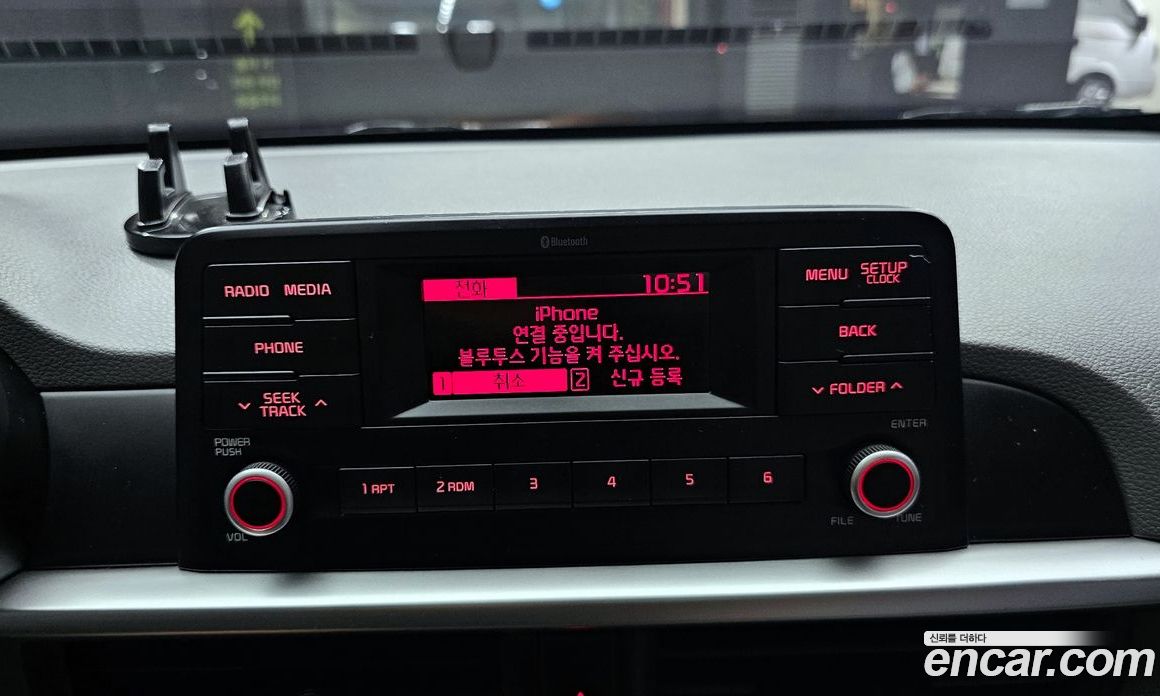 Bluetooth
RADIO MEDIA
PHONE
SEEK
TRACK
POWER
PUSH
VOL
전화 10:51
iPhone
연결 중입니다.
블루투스 기능을 켜 주십시오.
1 취소 2 신규 등록
MENU SETUP
CLOCK
BACK
FOLDER
ENTER
FILE TUNE
1 RPT 2 RDM 3 4 5 6
신뢰를 더하다
encar.com